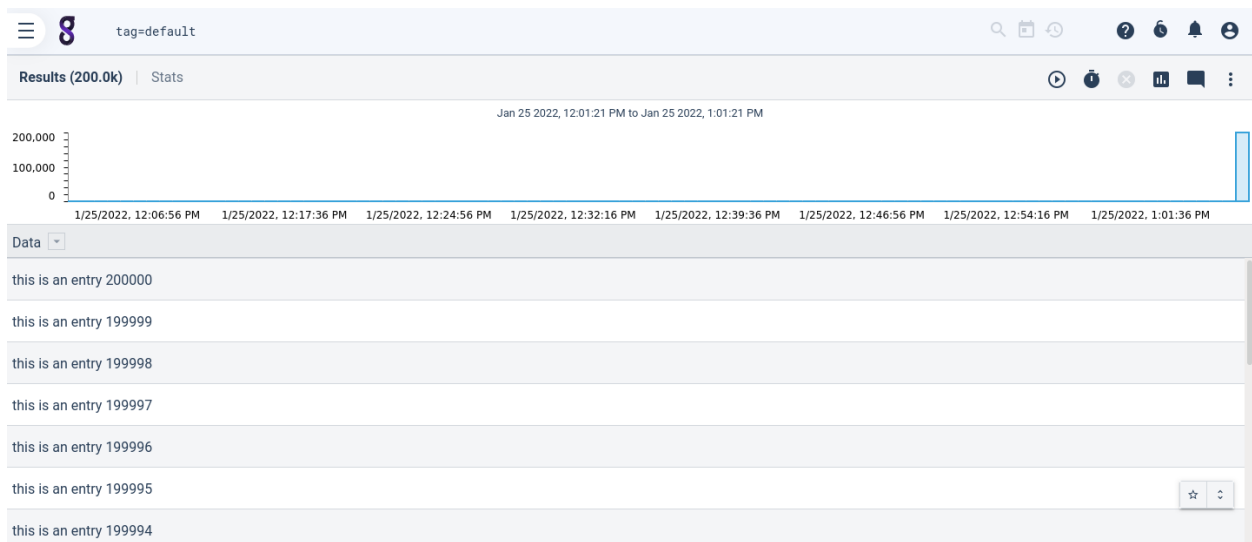 tag=default
Results (200.0k) | Stats
Jan 25 2022, 12:01:21 PM to Jan 25 2022, 1:01:21 PM
200,000
100,000
0
1/25/2022, 12:06:56 PM 1/25/2022, 12:17:36 PM 1/25/2022, 12:24:56 PM 1/25/2022, 12:32:16 PM 1/25/2022, 12:39:36 PM 1/25/2022, 12:46:56 PM 1/25/2022, 12:54:16 PM 1/25/2022, 1:01:36 PM
Data
this is an entry 200000
this is an entry 199999
this is an entry 199998
this is an entry 199997
this is an entry 199996
this is an entry 199995
this is an entry 199994